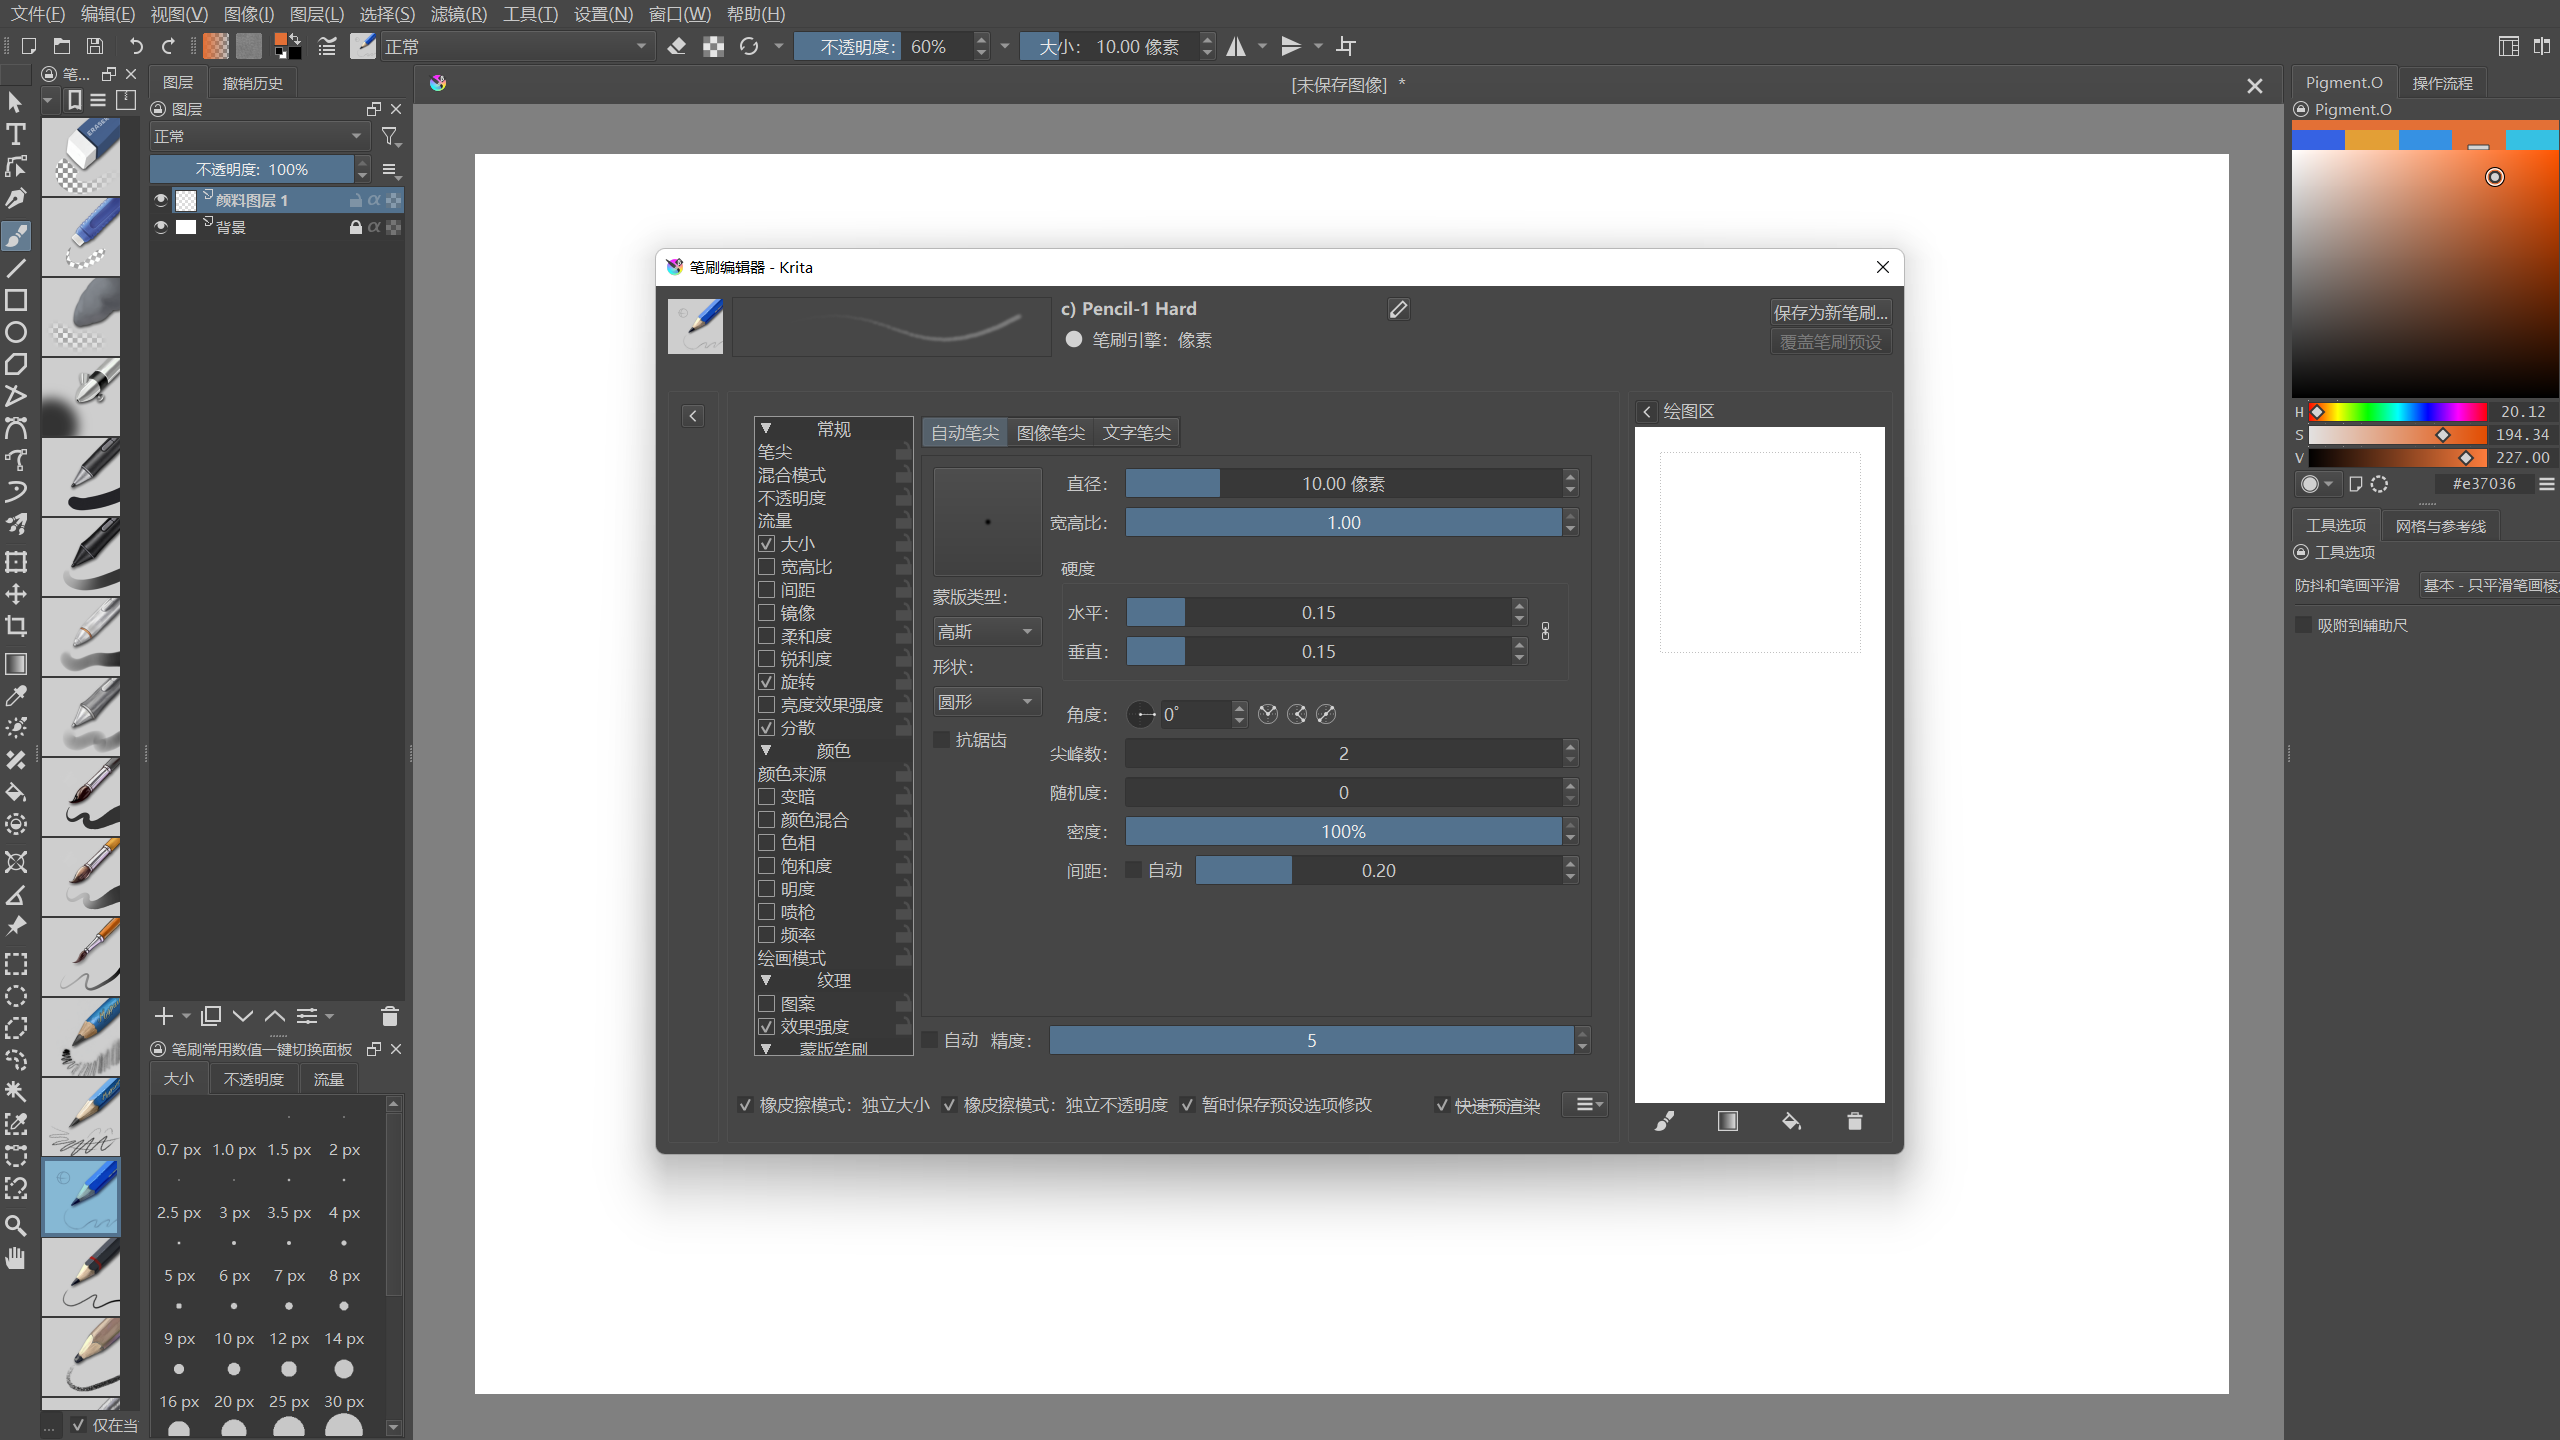 文件(F) 编辑(E) 视图(V) 图像(I) 图层(L) 选择(S) 滤镜(R) 工具(T) 设置(N) 窗口(W) 帮助(H)
正常
不透明度: 60%
大小: 10.00 像素
笔...
图层
撤销历史
图层
正常
不透明度: 100%
颜料图层 1
背景
[未保存图像] *
笔刷编辑器 - Krita
c) Pencil-1 Hard
笔刷引擎: 像素
保存为新笔刷...
覆盖笔刷预设
常规
笔尖
混合模式
不透明度
流量
大小
宽高比
间距
镜像
柔和度
锐利度
旋转
亮度效果强度
分散
颜色
颜色来源
变暗
颜色混合
色相
饱和度
明度
喷枪
频率
绘画模式
纹理
图案
效果强度
蒙版笔刷
自动笔尖 图像笔尖 文字笔尖
直径: 10.00 像素
宽高比: 1.00
硬度
蒙版类型:
高斯
水平: 0.15
垂直: 0.15
形状:
圆形
抗锯齿
角度: 0°
尖峰数: 2
随机度: 0
密度: 100%
间距: 自动 0.20
自动 精度: 5
橡皮擦模式: 独立大小 橡皮擦模式: 独立不透明度 暂时保存预设选项修改 快速预渲染
绘图区
笔刷常用数值一键切换面板
大小 不透明度 流量
0.7 px 1.0 px 1.5 px 2 px
2.5 px 3 px 3.5 px 4 px
5 px 6 px 7 px 8 px
9 px 10 px 12 px 14 px
16 px 20 px 25 px 30 px
... 仅在当
Pigment.O 操作流程
Pigment.O
H 20.12
S 194.34
V 227.00
#e37036
工具选项 网格与参考线
工具选项
防抖和笔画平滑 基本 - 只平滑笔画棱
吸附到辅助尺